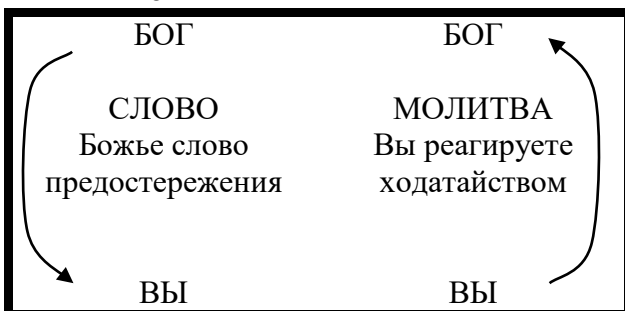 БОГ БОГ
СЛОВО МОЛИТВА
Божье слово Вы реагируете
предостережения ходатайством
ВЫ ВЫ